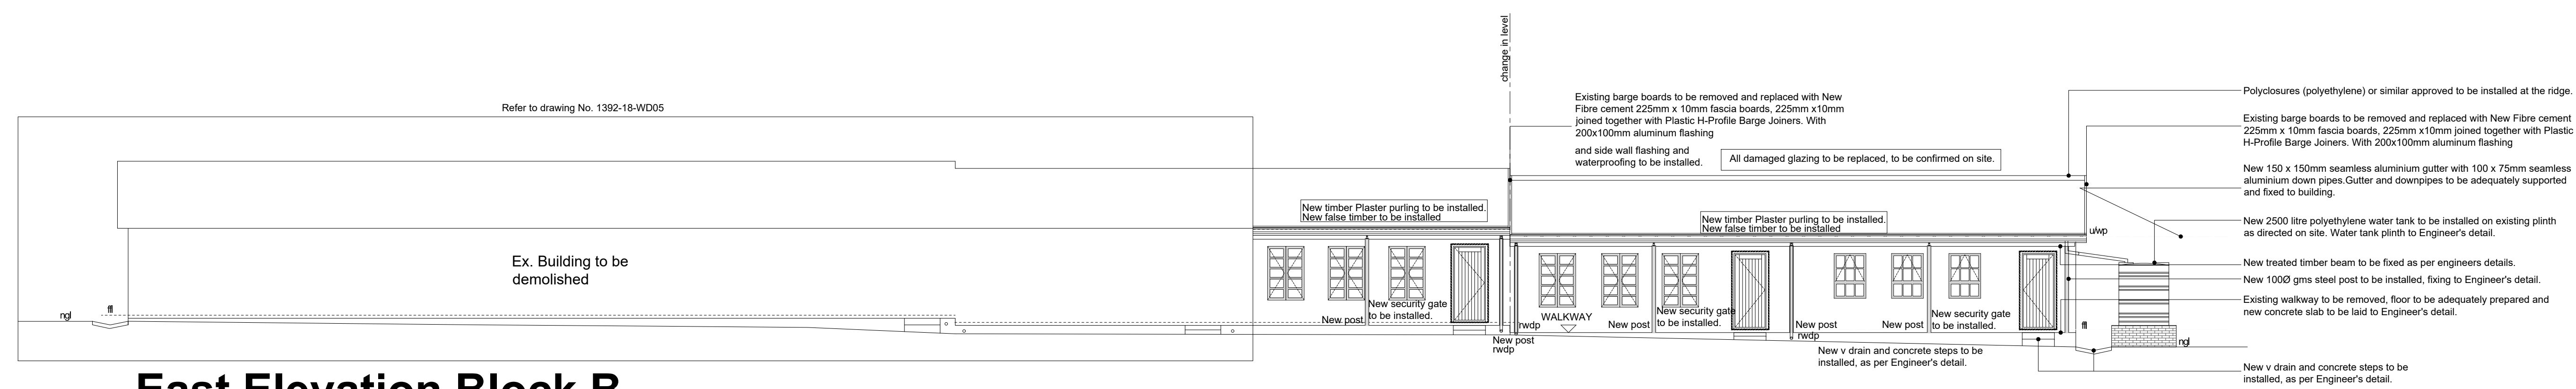 change in level
Refer to drawing No. 1392-18-WD05
Existing barge boards to be removed and replaced with New
Fibre cement 225mm x 10mm fascia boards, 225mm x10mm
joined together with Plastic H-Profile Barge Joiners. With
200x100mm aluminum flashing
and side wall flashing and
waterproofing to be installed.
All damaged glazing to be replaced, to be confirmed on site.
Polyclosures (polyethylene) or similar approved to be installed at the ridge.
Existing barge boards to be removed and replaced with New Fibre cement
225mm x 10mm fascia boards, 225mm x10mm joined together with Plastic
H-Profile Barge Joiners. With 200x100mm aluminum flashing
New 150 x 150mm seamless aluminium gutter with 100 x 75mm seamless
aluminium down pipes.Gutter and downpipes to be adequately supported
and fixed to building.
New 2500 litre polyethylene water tank to be installed on existing plinth
as directed on site. Water tank plinth to Engineer's detail.
New treated timber beam to be fixed as per engineers details.
New 100Ø gms steel post to be installed, fixing to Engineer's detail.
Existing walkway to be removed, floor to be adequately prepared and
new concrete slab to be laid to Engineer's detail.
New v drain and concrete steps to be
installed, as per Engineer's detail.
New timber Plaster purling to be installed.
New false timber to be installed
New timber Plaster purling to be installed.
New false timber to be installed
u/wp
Ex. Building to be
demolished
ngl
ffl
New post
New security gate
to be installed.
New post
rwdp
rwdp
WALKWAY
New post
New security gate
to be installed.
New post
rwdp
New post
New security gate
to be installed.
ffl
ngl
New v drain and concrete steps to be
installed, as per Engineer's detail.
East Elevation Block B